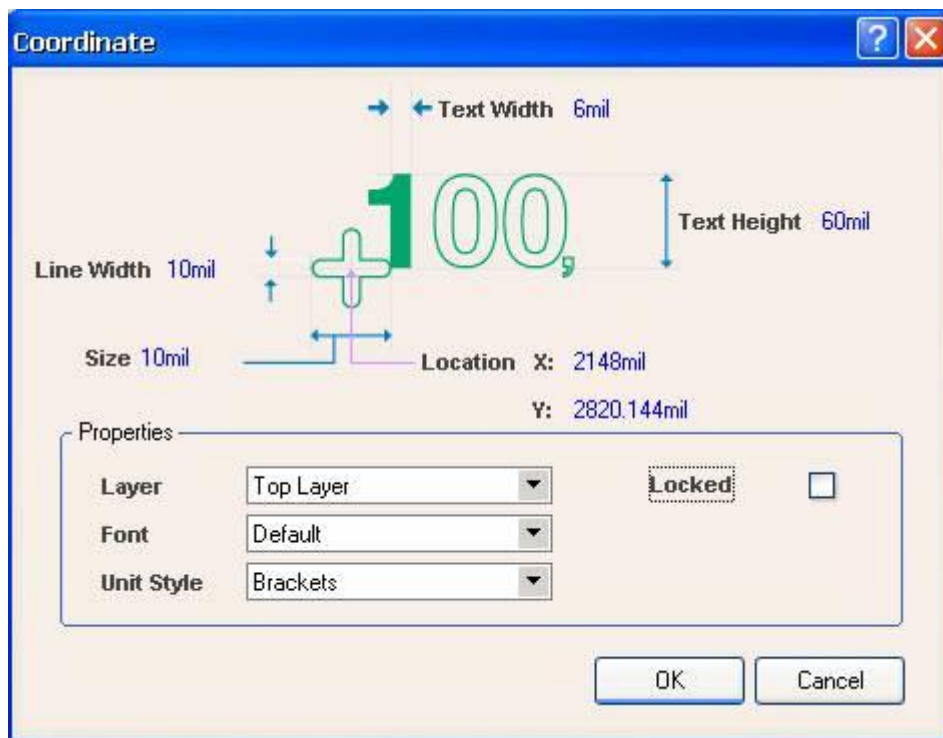 Coordinate
?
Text Width 6mil
100,
Text Height 60mil
Line Width 10mil
Size 10mil
Location X: 2148mil
Y: 2820.144mil
Properties
Layer Top Layer Locked
Font Default
Unit Style Brackets
OK Cancel